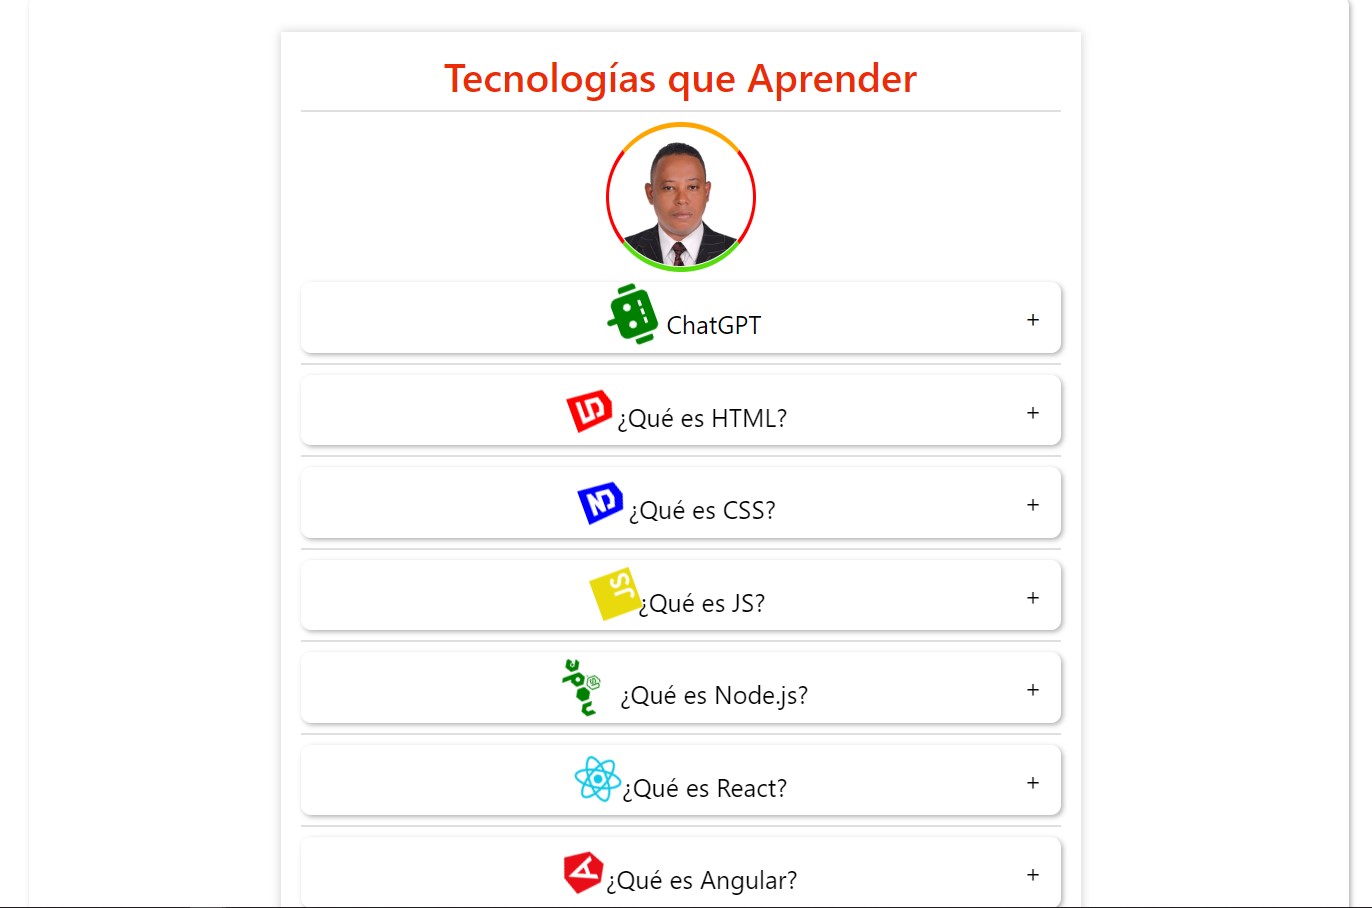 Tecnologías que Aprender
ChatGPT +
¿Qué es HTML? +
¿Qué es CSS? +
JS ¿Qué es JS? +
¿Qué es Node.js? +
¿Qué es React? +
A ¿Qué es Angular? +